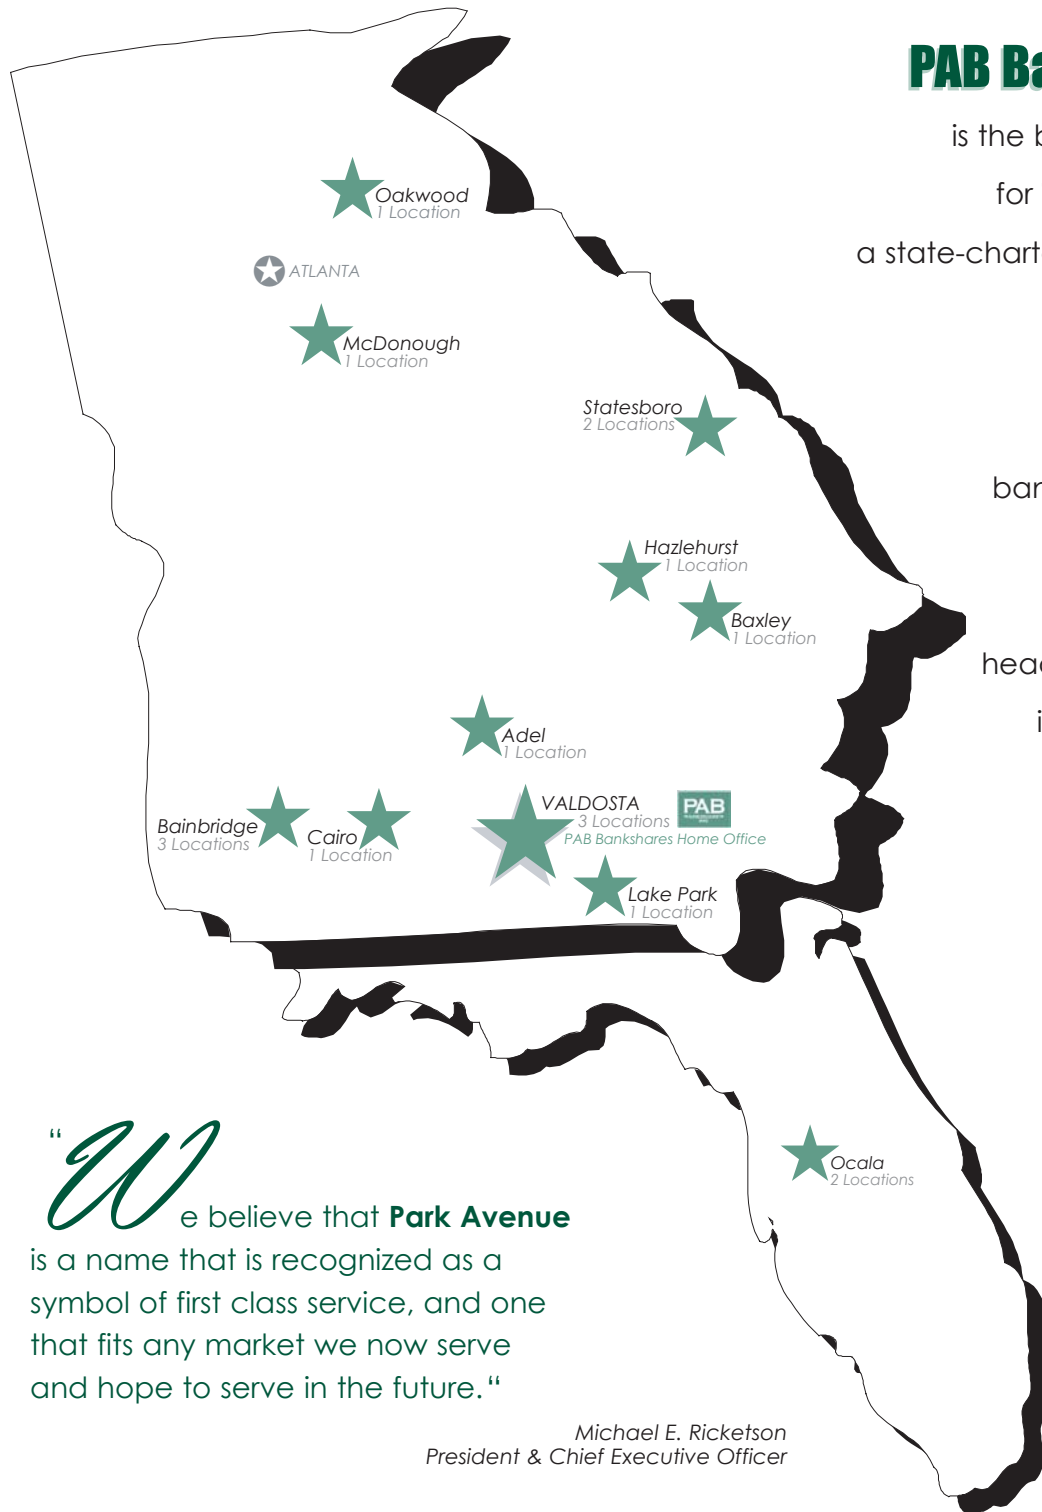 PAB Ba
is the b
for
a state-chart
Oakwood
1 Location
ATLANTA
McDonough
1 Location
Statesboro
2 Locations
ban
Hazlehurst
1 Location
Baxley
1 Location
head
i
Adel
1 Location
VALDOSTA
3 Locations
PAB
PAB Bankshares Home Office
Bainbridge
3 Locations
Cairo
1 Location
Lake Park
1 Location
Ocala
2 Locations
“We believe that Park Avenue
is a name that is recognized as a
symbol of first class service, and one
that fits any market we now serve
and hope to serve in the future.“
Michael E. Ricketson
President & Chief Executive Officer